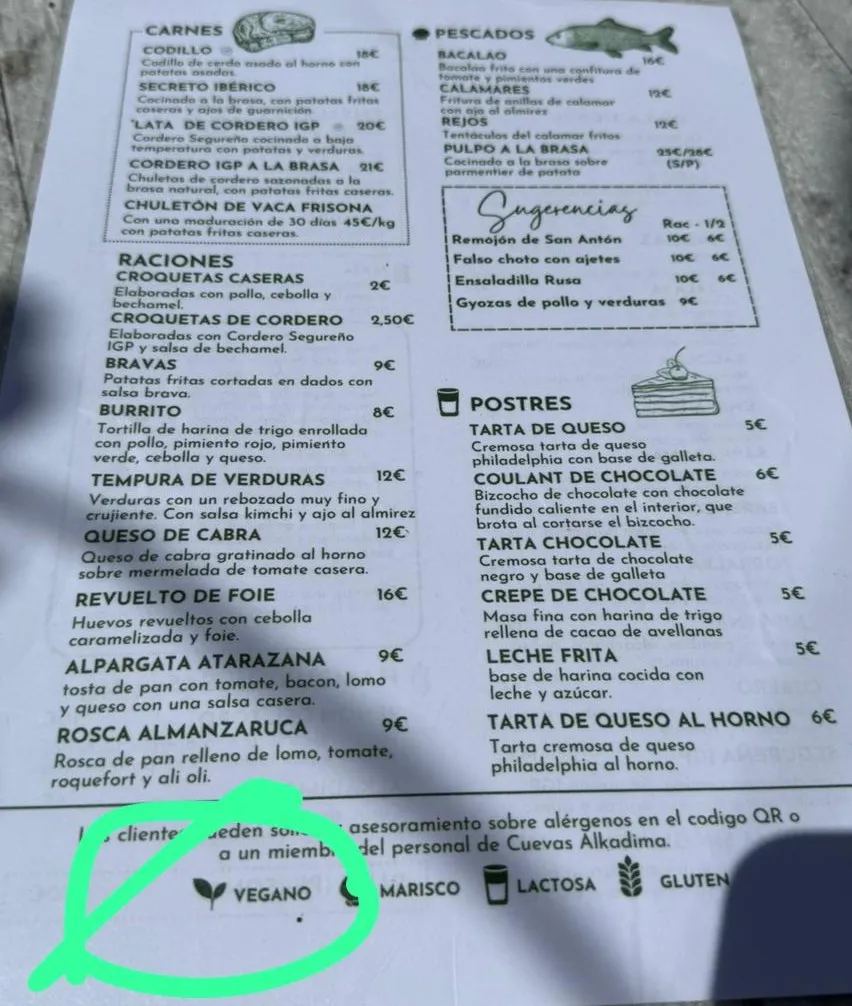 CARNES
CODILLO 18€
Codillo de cerdo asado al horno con
patatas asadas.
SECRETO IBÉRICO 18€
Cocinado a la brasa, con patatas fritas
caseras y ajos de guarnición.
LATA DE CORDERO IGP 20€
Cordero Segureño cocinado a baja
temperatura con patatas y verduras.
CORDERO IGP A LA BRASA 21€
Chuletas de cordero sazonadas a la
brasa natural, con patatas fritas caseras.
CHULETÓN DE VACA FRISONA
Con una maduración de 30 días 45€/kg
con patatas fritas caseras.
RACIONES
CROQUETAS CASERAS 2€
Elaboradas con pollo, cebolla y
bechamel.
CROQUETAS DE CORDERO 2,50€
Elaboradas con Cordero Segureño
IGP y salsa de bechamel.
BRAVAS 9€
Patatas fritas cortadas en dados con
salsa brava.
BURRITO 8€
Tortilla de harina de trigo enrollada
con pollo, pimiento rojo, pimiento
verde, cebolla y queso.
TEMPURA DE VERDURAS 12€
Verduras con un rebozado muy fino y
crujiente. Con salsa kimchi y ajo al almirez
QUESO DE CABRA 12€
Queso de cabra gratinado al horno
sobre mermelada de tomate casera.
REVUELTO DE FOIE 16€
Huevos revueltos con cebolla
caramelizada y foie.
ALPARGATA ATARAZANA 9€
tosta de pan con tomate, bacon, lomo
y queso con una salsa casera.
ROSCA ALMANZARUCA 9€
Rosca de pan relleno de lomo, tomate,
roquefort y ali oli.
PESCADOS
BACALAO 16€
Bacalao frito con una confitura de
tomate y pimientos verdes
CALAMARES 12€
Fritura de anillas de calamar
con ajo al almirez
REJOS 12€
Tentáculos del calamar fritos
PULPO A LA BRASA 25€/28€
Cocinado a la brasa sobre (S/P)
parmentier de patata
Sugerencias
Rac - 1/2
Remojón de San Antón 10€ 6€
Falso choto con ajetes 10€ 6€
Ensaladilla Rusa 10€ 6€
Gyozas de pollo y verduras 9€
POSTRES
TARTA DE QUESO 5€
Cremosa tarta de queso
philadelphia con base de galleta.
COULANT DE CHOCOLATE 6€
Bizcocho de chocolate con chocolate
fundido caliente en el interior, que
brota al cortarse el bizcocho.
TARTA CHOCOLATE 5€
Cremosa tarta de chocolate
negro y base de galleta
CREPE DE CHOCOLATE 5€
Masa fina con harina de trigo
rellena de cacao de avellanas
LECHE FRITA 5€
base de harina cocida con
leche y azúcar.
TARTA DE QUESO AL HORNO 6€
Tarta cremosa de queso
philadelphia al horno.
clientes asesoramiento sobre alérgenos en el codigo QR o
a un miembro del personal de Cuevas Alkadima.
VEGANO MARISCO LACTOSA GLUTEN